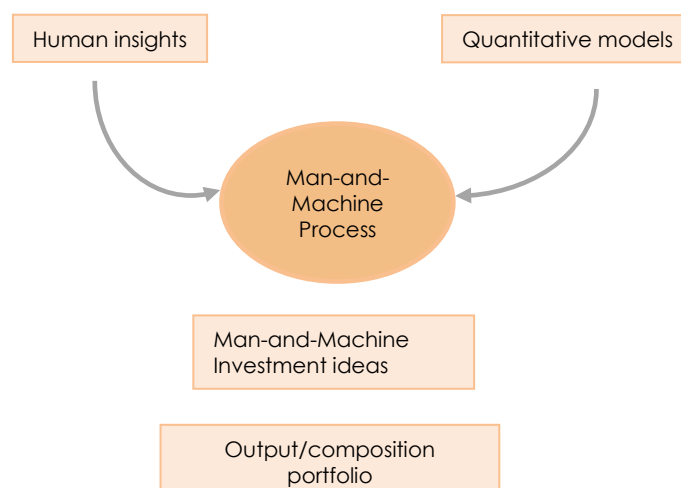 Human insights
Quantitative models
Man-and-
Machine
Process
Man-and-Machine
Investment ideas
Output/composition
portfolio